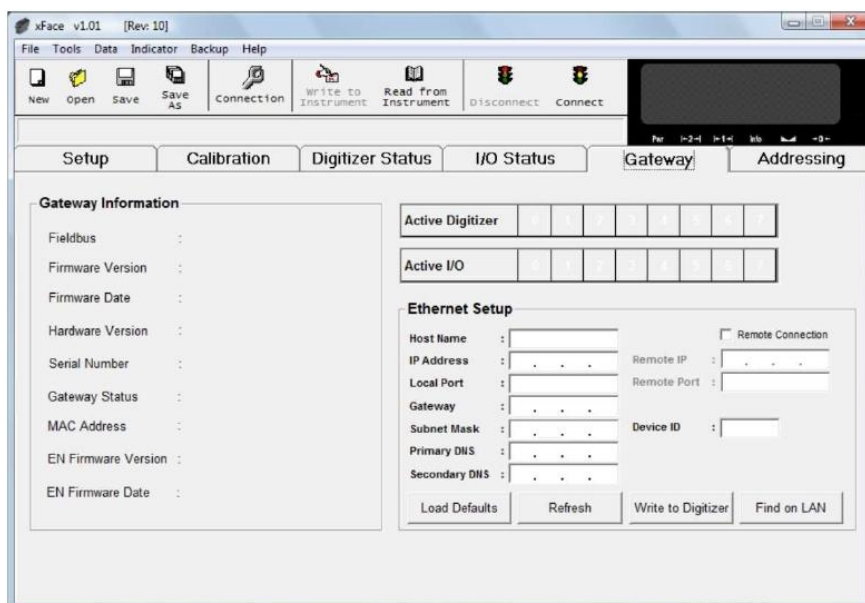 xFace v1.01 [Rev: 10]
File Tools Data Indicator Backup Help
New Open Save Save As Connection Write to Instrument Read from Instrument Disconnect Connect
Pwr |-2-| |-1-| Info -0-
Setup Calibration Digitizer Status I/O Status Gateway Addressing
Gateway Information
Fieldbus :
Firmware Version :
Firmware Date :
Hardware Version :
Serial Number :
Gateway Status :
MAC Address :
EN Firmware Version :
EN Firmware Date :
Active Digitizer 0 1 2 3 4 5 6 7
Active I/O 0 1 2 3 4 5 6 7
Ethernet Setup
Host Name :
Remote Connection
IP Address : . . .
Remote IP : . . .
Local Port :
Remote Port :
Gateway : . . .
Subnet Mask : . . .
Device ID :
Primary DNS : . . .
Secondary DNS : . . .
Load Defaults Refresh Write to Digitizer Find on LAN